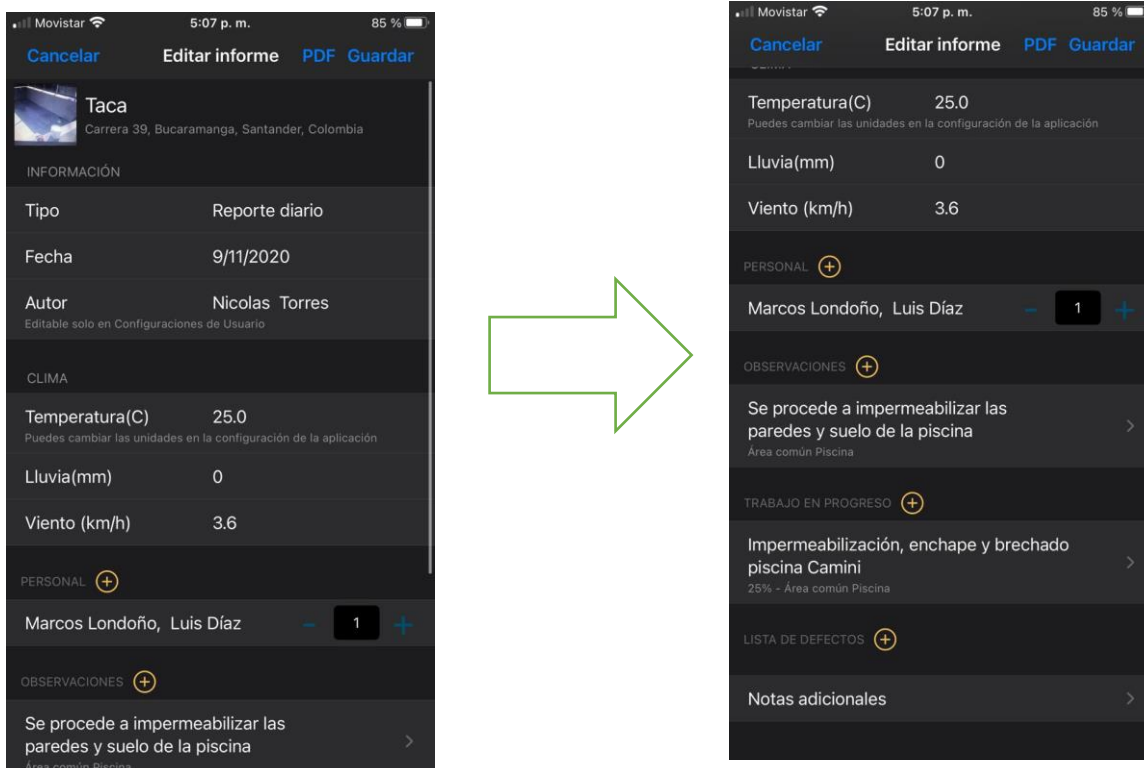 Movistar 5:07 p. m. 85 %
Cancelar Editar informe PDF Guardar
Taca
Carrera 39, Bucaramanga, Santander, Colombia
INFORMACIÓN
Tipo Reporte diario
Fecha 9/11/2020
Autor Nicolas Torres
Editable solo en Configuraciones de Usuario
CLIMA
Temperatura(C) 25.0
Puedes cambiar las unidades en la configuración de la aplicación
Lluvia(mm) 0
Viento (km/h) 3.6
PERSONAL
Marcos Londoño, Luis Díaz - 1 +
OBSERVACIONES
Se procede a impermeabilizar las
paredes y suelo de la piscina
Área común Piscina
Movistar 5:07 p. m. 85 %
Cancelar Editar informe PDF Guardar
CLIMA
Temperatura(C) 25.0
Puedes cambiar las unidades en la configuración de la aplicación
Lluvia(mm) 0
Viento (km/h) 3.6
PERSONAL
Marcos Londoño, Luis Díaz - 1 +
OBSERVACIONES
Se procede a impermeabilizar las
paredes y suelo de la piscina
Área común Piscina
TRABAJO EN PROGRESO
Impermeabilización, enchape y brechado
piscina Camini
25% - Área común Piscina
LISTA DE DEFECTOS
Notas adicionales